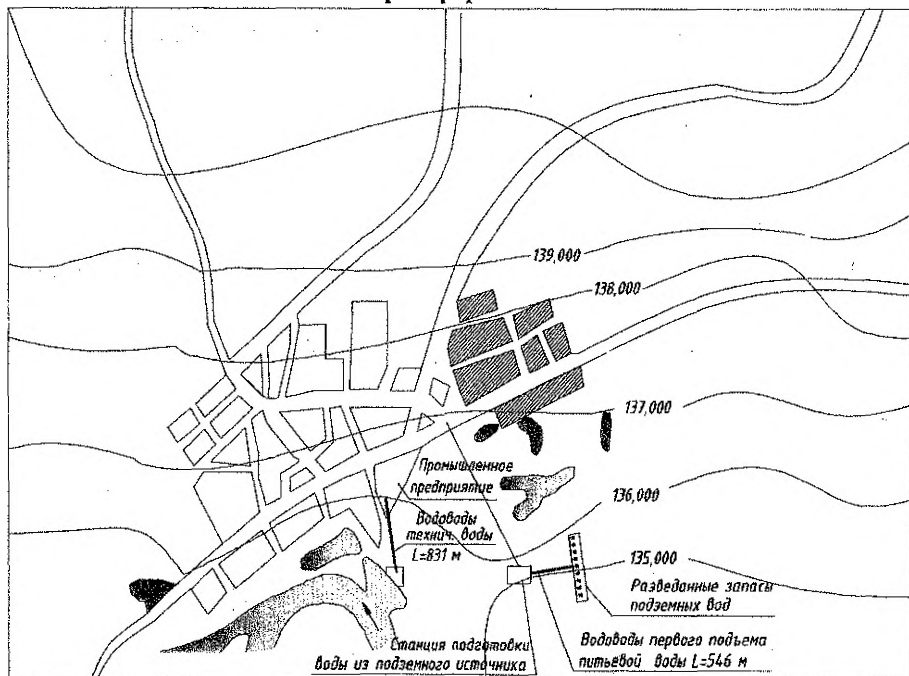 139,000
138,000
137,000
136,000
135,000
Промышленное
предприятие
Водоводы
технич. воды
L=831 м
Разведанные запасы
подземных вод
Станция подготовки
воды из подземного источника
Водоводы первого подъема
питьевой воды L=546 м